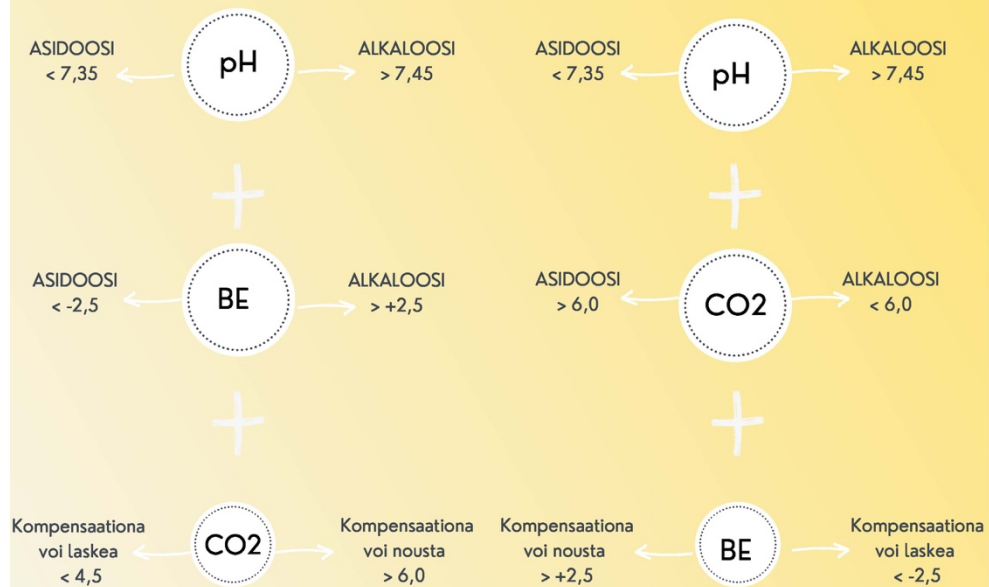 ASIDOOSI
< 7,35
pH
ALKALOOSI
> 7,45
ASIDOOSI
< 7,35
pH
ALKALOOSI
> 7,45
ASIDOOSI
< -2,5
BE
ALKALOOSI
> +2,5
ASIDOOSI
> 6,0
CO2
ALKALOOSI
< 6,0
Kompensaationa
voi laskea
< 4,5
CO2
Kompensaationa
voi nousta
> 6,0
Kompensaationa
voi nousta
> +2,5
BE
Kompensaationa
voi laskea
< -2,5